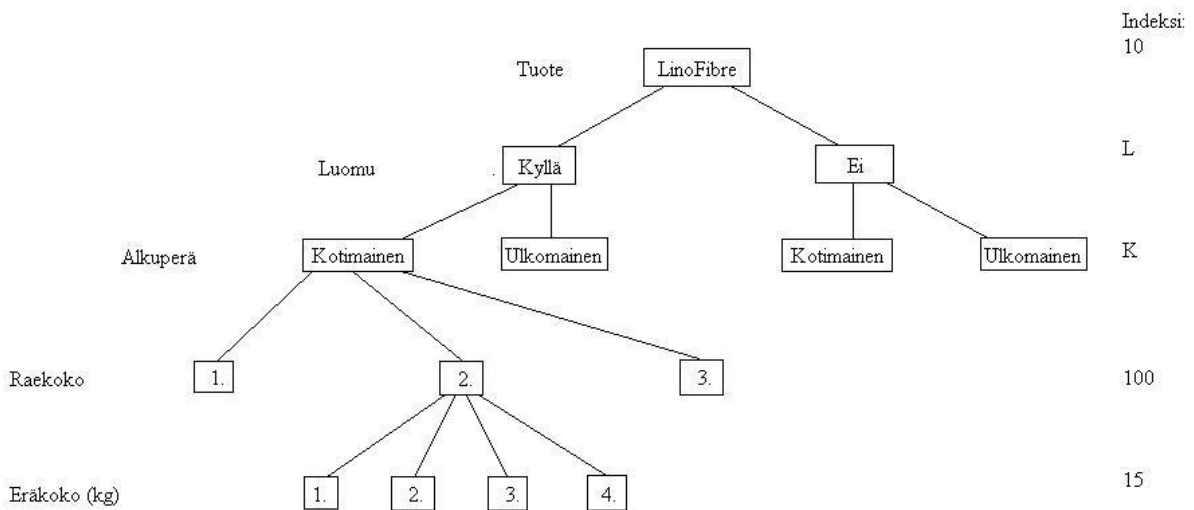 Indeksi:
10
Tuote LinoFibre
Luomu Kyllä Ei L
Alkuperä Kotimainen Ulkomainen Kotimainen Ulkomainen K
Raekoko 1. 2. 3. 100
Eräkoko (kg) 1. 2. 3. 4. 15